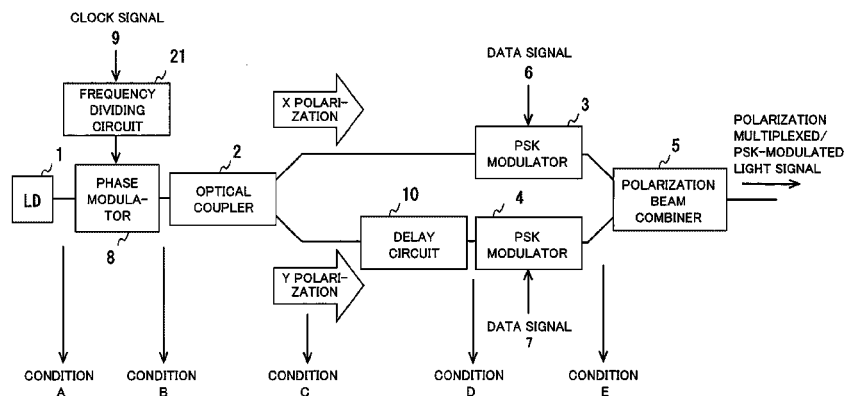 CLOCK SIGNAL
9
21
FREQUENCY
DIVIDING
CIRCUIT
1
LD
PHASE
MODULA-
TOR
8
2
OPTICAL
COUPLER
X POLARI-
ZATION
Y POLARI-
ZATION
DATA SIGNAL
6
3
PSK
MODULATOR
10
DELAY
CIRCUIT
4
PSK
MODULATOR
DATA SIGNAL
7
5
POLARIZATION
BEAM
COMBINER
POLARIZATION
MULTIPLEXED/
PSK-MODULATED
LIGHT SIGNAL
CONDITION
A
CONDITION
B
CONDITION
C
CONDITION
D
CONDITION
E